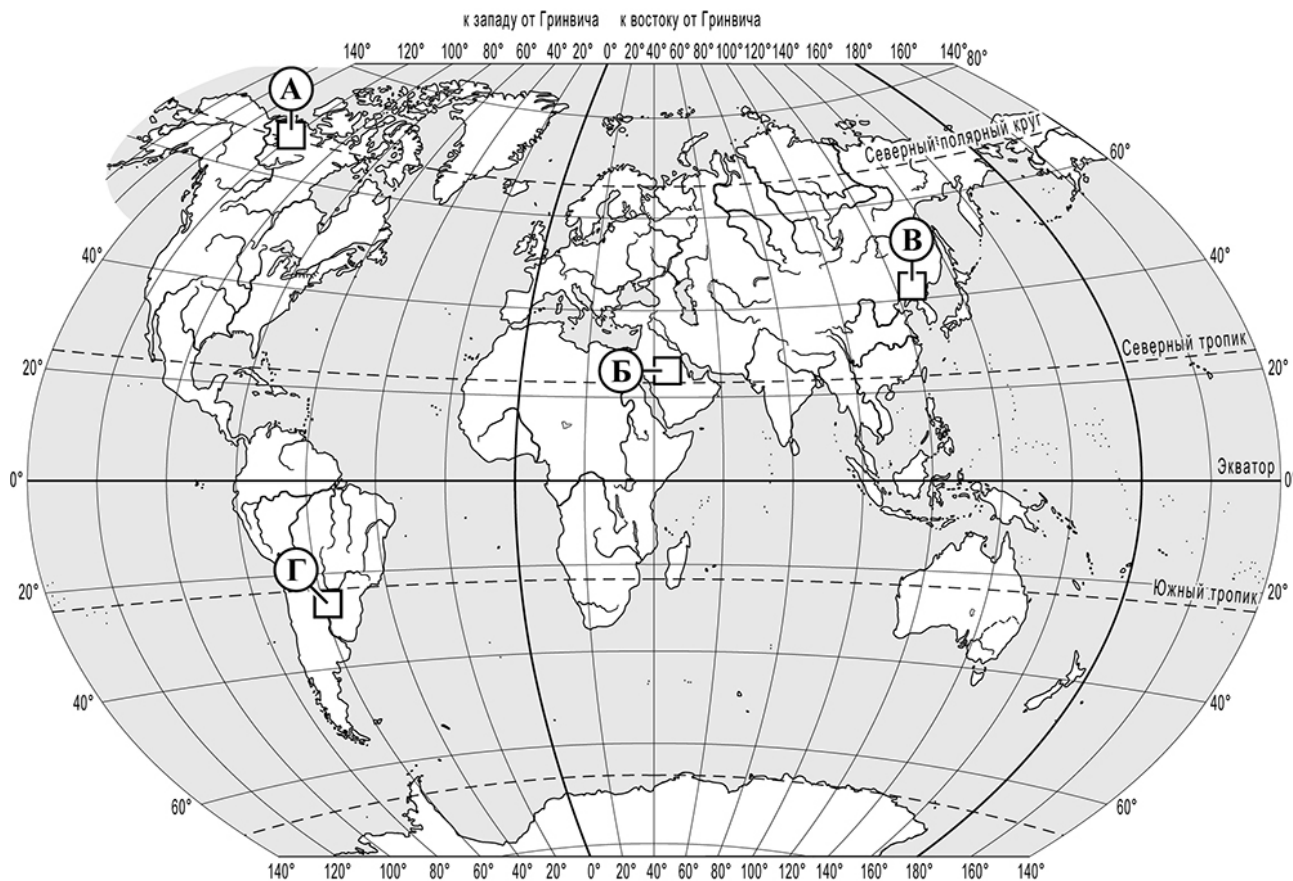 к западу от Гринвича к востоку от Гринвича
140° 120° 80° 60° 40° 20° 0° 20° 40° 60° 80° 100° 120° 140° 160° 180° 160° 140° 80°
А
Северный полярный круг
60°
В
40° 40°
Северный тропик
20° Б 20°
Экватор
0° 0
Г
Южный тропик
20° 20°
40° 40°
60° 60°
140° 120° 100° 80° 60° 40° 20° 0° 20° 40° 60° 80° 100° 120° 140° 160° 180° 160° 140°